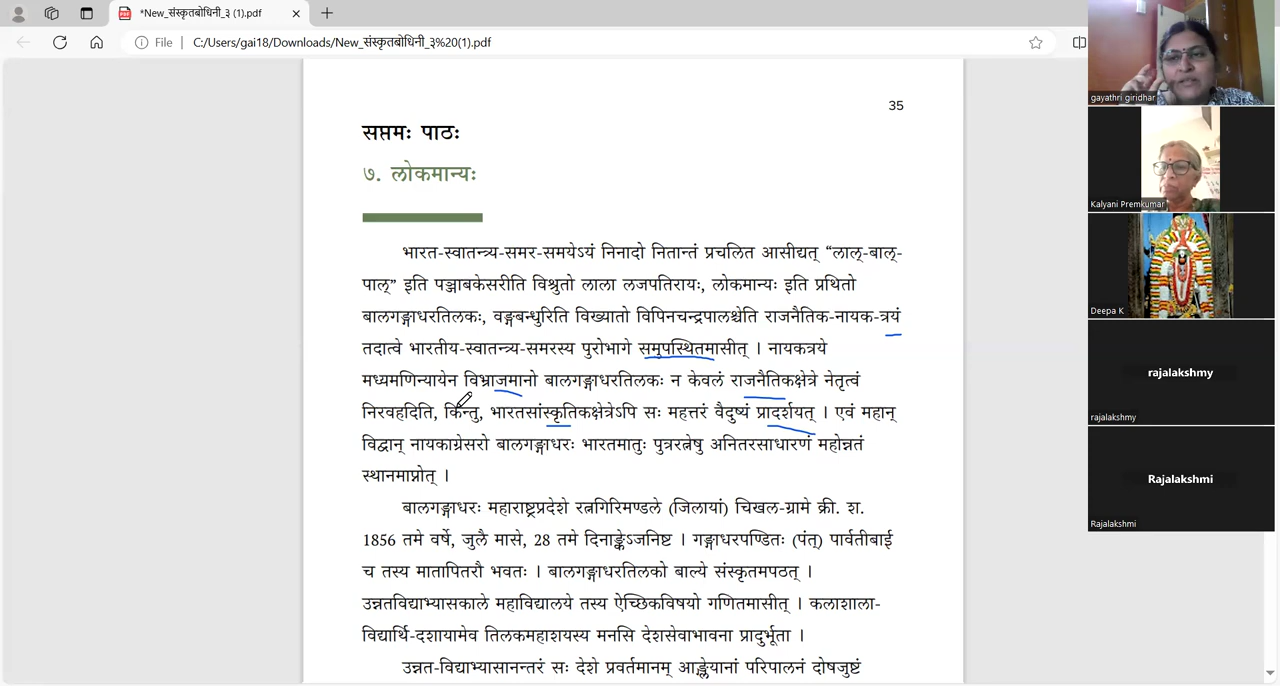 *New_संस्कृतबोधिनी_३ (1).pdf
File | C:/Users/gai18/Downloads/New_संस्कृतबोधिनी_३%20(1).pdf
35
सप्तमः पाठः
७. लोकमान्यः
भारत-स्वातन्त्र्य-समर-समयेऽयं निनादो नितान्तं प्रचलित आसीद्यत् “लाल्-बाल्-
पाल्” इति पञ्जाबकेसरीति विश्रुतो लाला लजपतिरायः, लोकमान्यः इति प्रथितो
बालगङ्गाधरतिलकः, वङ्गबन्धुरिति विख्यातो विपिनचन्द्रपालश्चेति राजनैतिक-नायक-त्रयं
तदात्वे भारतीय-स्वातन्त्र्य-समरस्य पुरोभागे समुपस्थितमासीत् । नायकत्रये
मध्यमणिन्यायेन विभ्राजमानो बालगङ्गाधरतिलकः न केवलं राजनैतिकक्षेत्रे नेतृत्वं
निरवहदिति, किन्तु, भारतसांस्कृतिकक्षेत्रेऽपि सः महत्तरं वैदुष्यं प्रादर्शयत् । एवं महान्
विद्वान् नायकाग्रेसरो बालगङ्गाधरः भारतमातुः पुत्ररत्नेषु अनितरसाधारणं महोन्नतं
स्थानमाप्नोत् ।
बालगङ्गाधरः महाराष्ट्रप्रदेशे रत्नगिरिमण्डले (जिलायां) चिखल-ग्रामे क्री. श.
1856 तमे वर्षे, जुलै मासे, 28 तमे दिनाङ्केऽजनिष्ट । गङ्गाधरपण्डितः (पंत्) पार्वतीबाई
च तस्य मातापितरौ भवतः । बालगङ्गाधरतिलको बाल्ये संस्कृतमपठत् ।
उन्नतविद्याभ्यासकाले महाविद्यालये तस्य ऐच्छिकविषयो गणितमासीत् । कलाशाला-
विद्यार्थि-दशायामेव तिलकमहाशयस्य मनसि देशसेवाभावना प्रादुर्भूता ।
उन्नत-विद्याभ्यासानन्तरं सः देशे प्रवर्तमानम् आङ्ग्लेयानां परिपालनं दोषजुष्टं
gayathri giridhar
Kalyani Premkumar
Deepa K
rajalakshmy
rajalakshmy
Rajalakshmi
Rajalakshmi